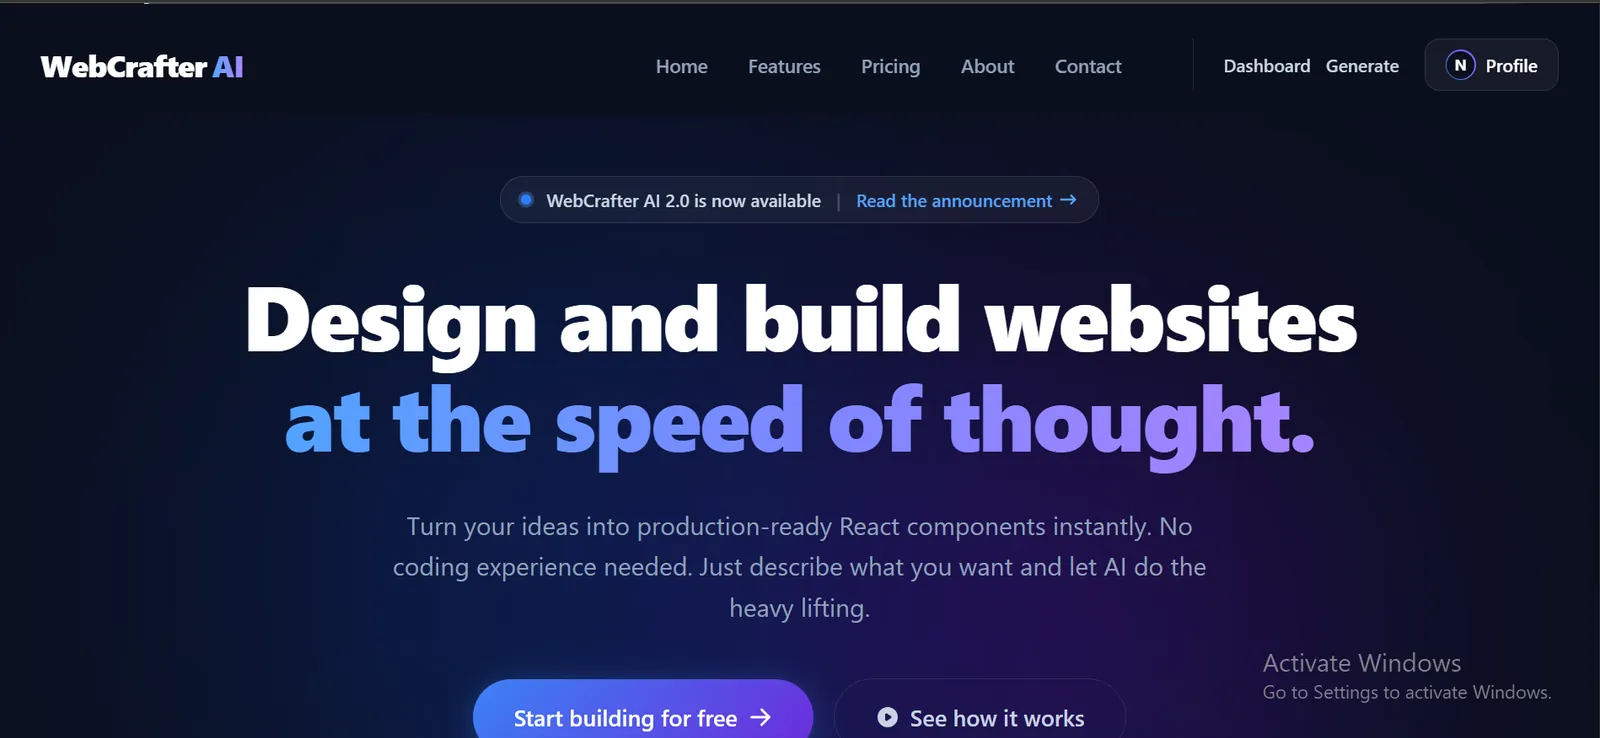 WebCrafter AI
Home Features Pricing About Contact Dashboard Generate N Profile
WebCrafter AI 2.0 is now available | Read the announcement →
Design and build websites
at the speed of thought.
Turn your ideas into production-ready React components instantly. No
coding experience needed. Just describe what you want and let AI do the
heavy lifting.
Start building for free →
See how it works
Activate Windows
Go to Settings to activate Windows.